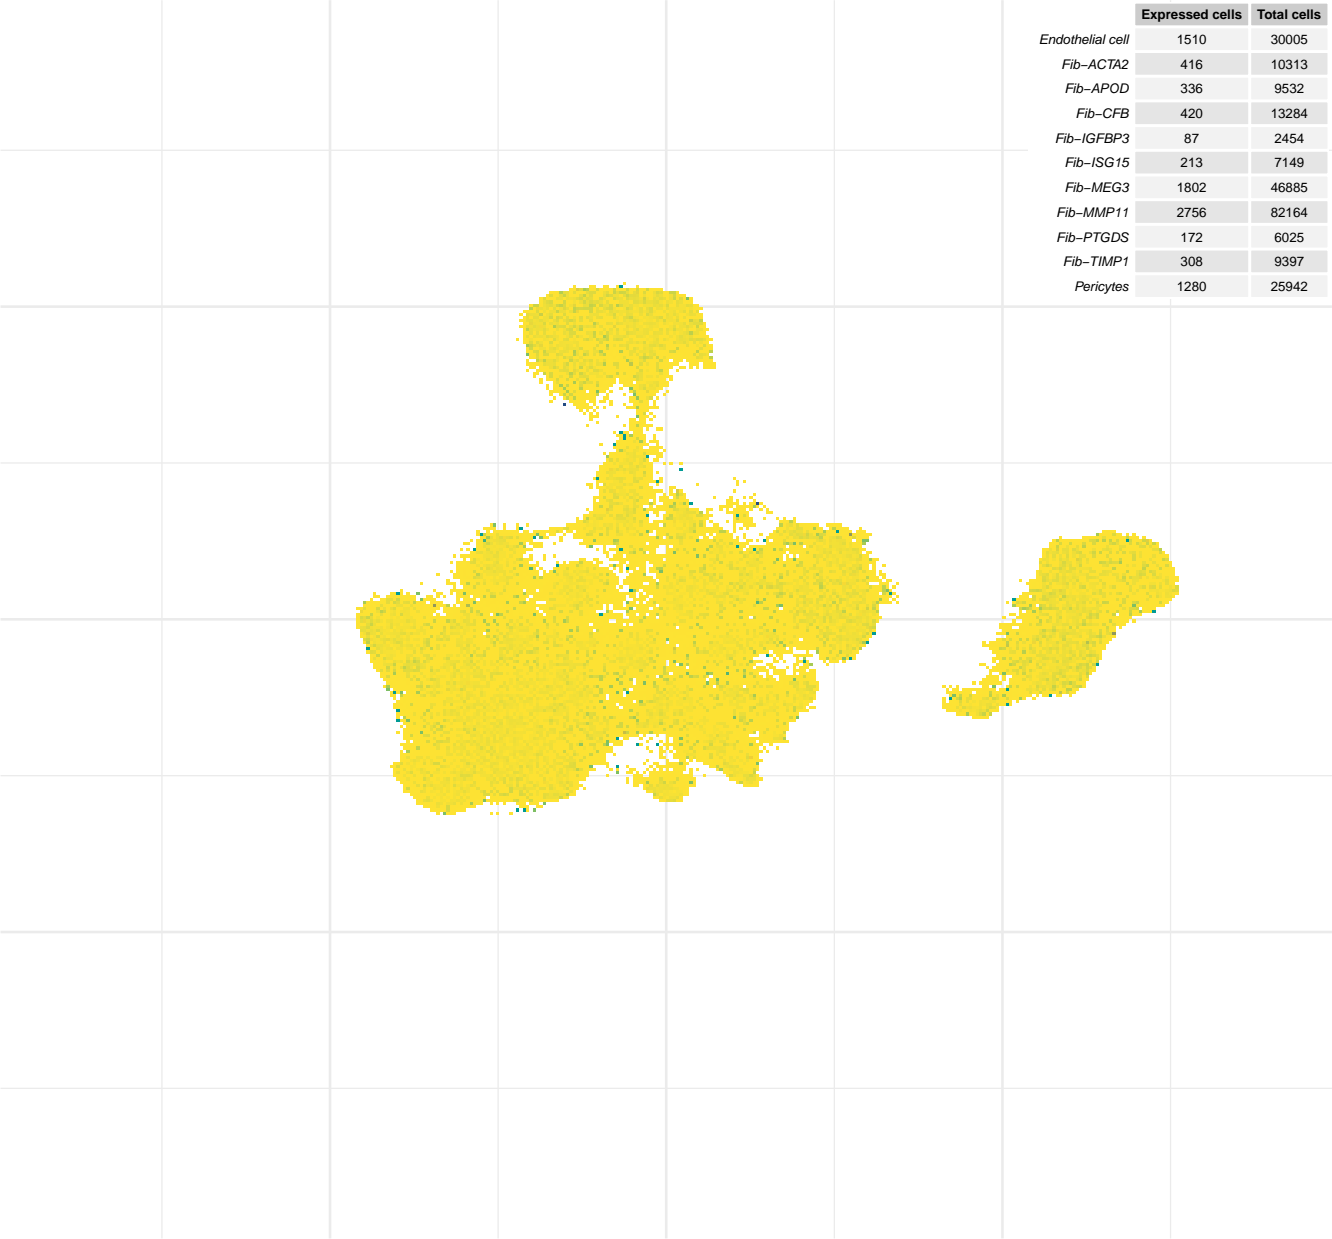 Expressed cells Total cells
Endothelial cell 1510 30005
Fib−ACTA2 416 10313
Fib−APOD 336 9532
Fib−CFB 420 13284
Fib−IGFBP3 87 2454
Fib−ISG15 213 7149
Fib−MEG3 1802 46885
Fib−MMP11 2756 82164
Fib−PTGDS 172 6025
Fib−TIMP1 308 9397
Pericytes 1280 25942